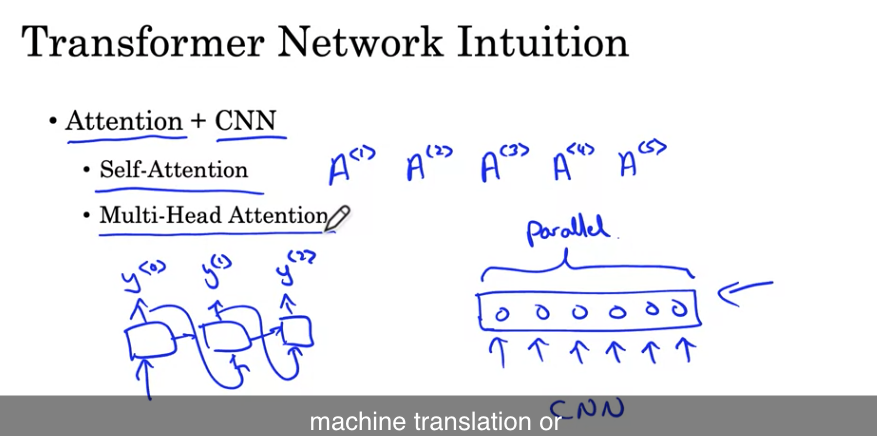 Transformer Network Intuition
• Attention + CNN
• Self-Attention
• Multi-Head Attention
A<1> A<2> A<3> A<4> A<5>
Parallel.
y<0> y<1> y<2>
CNN
machine translation or